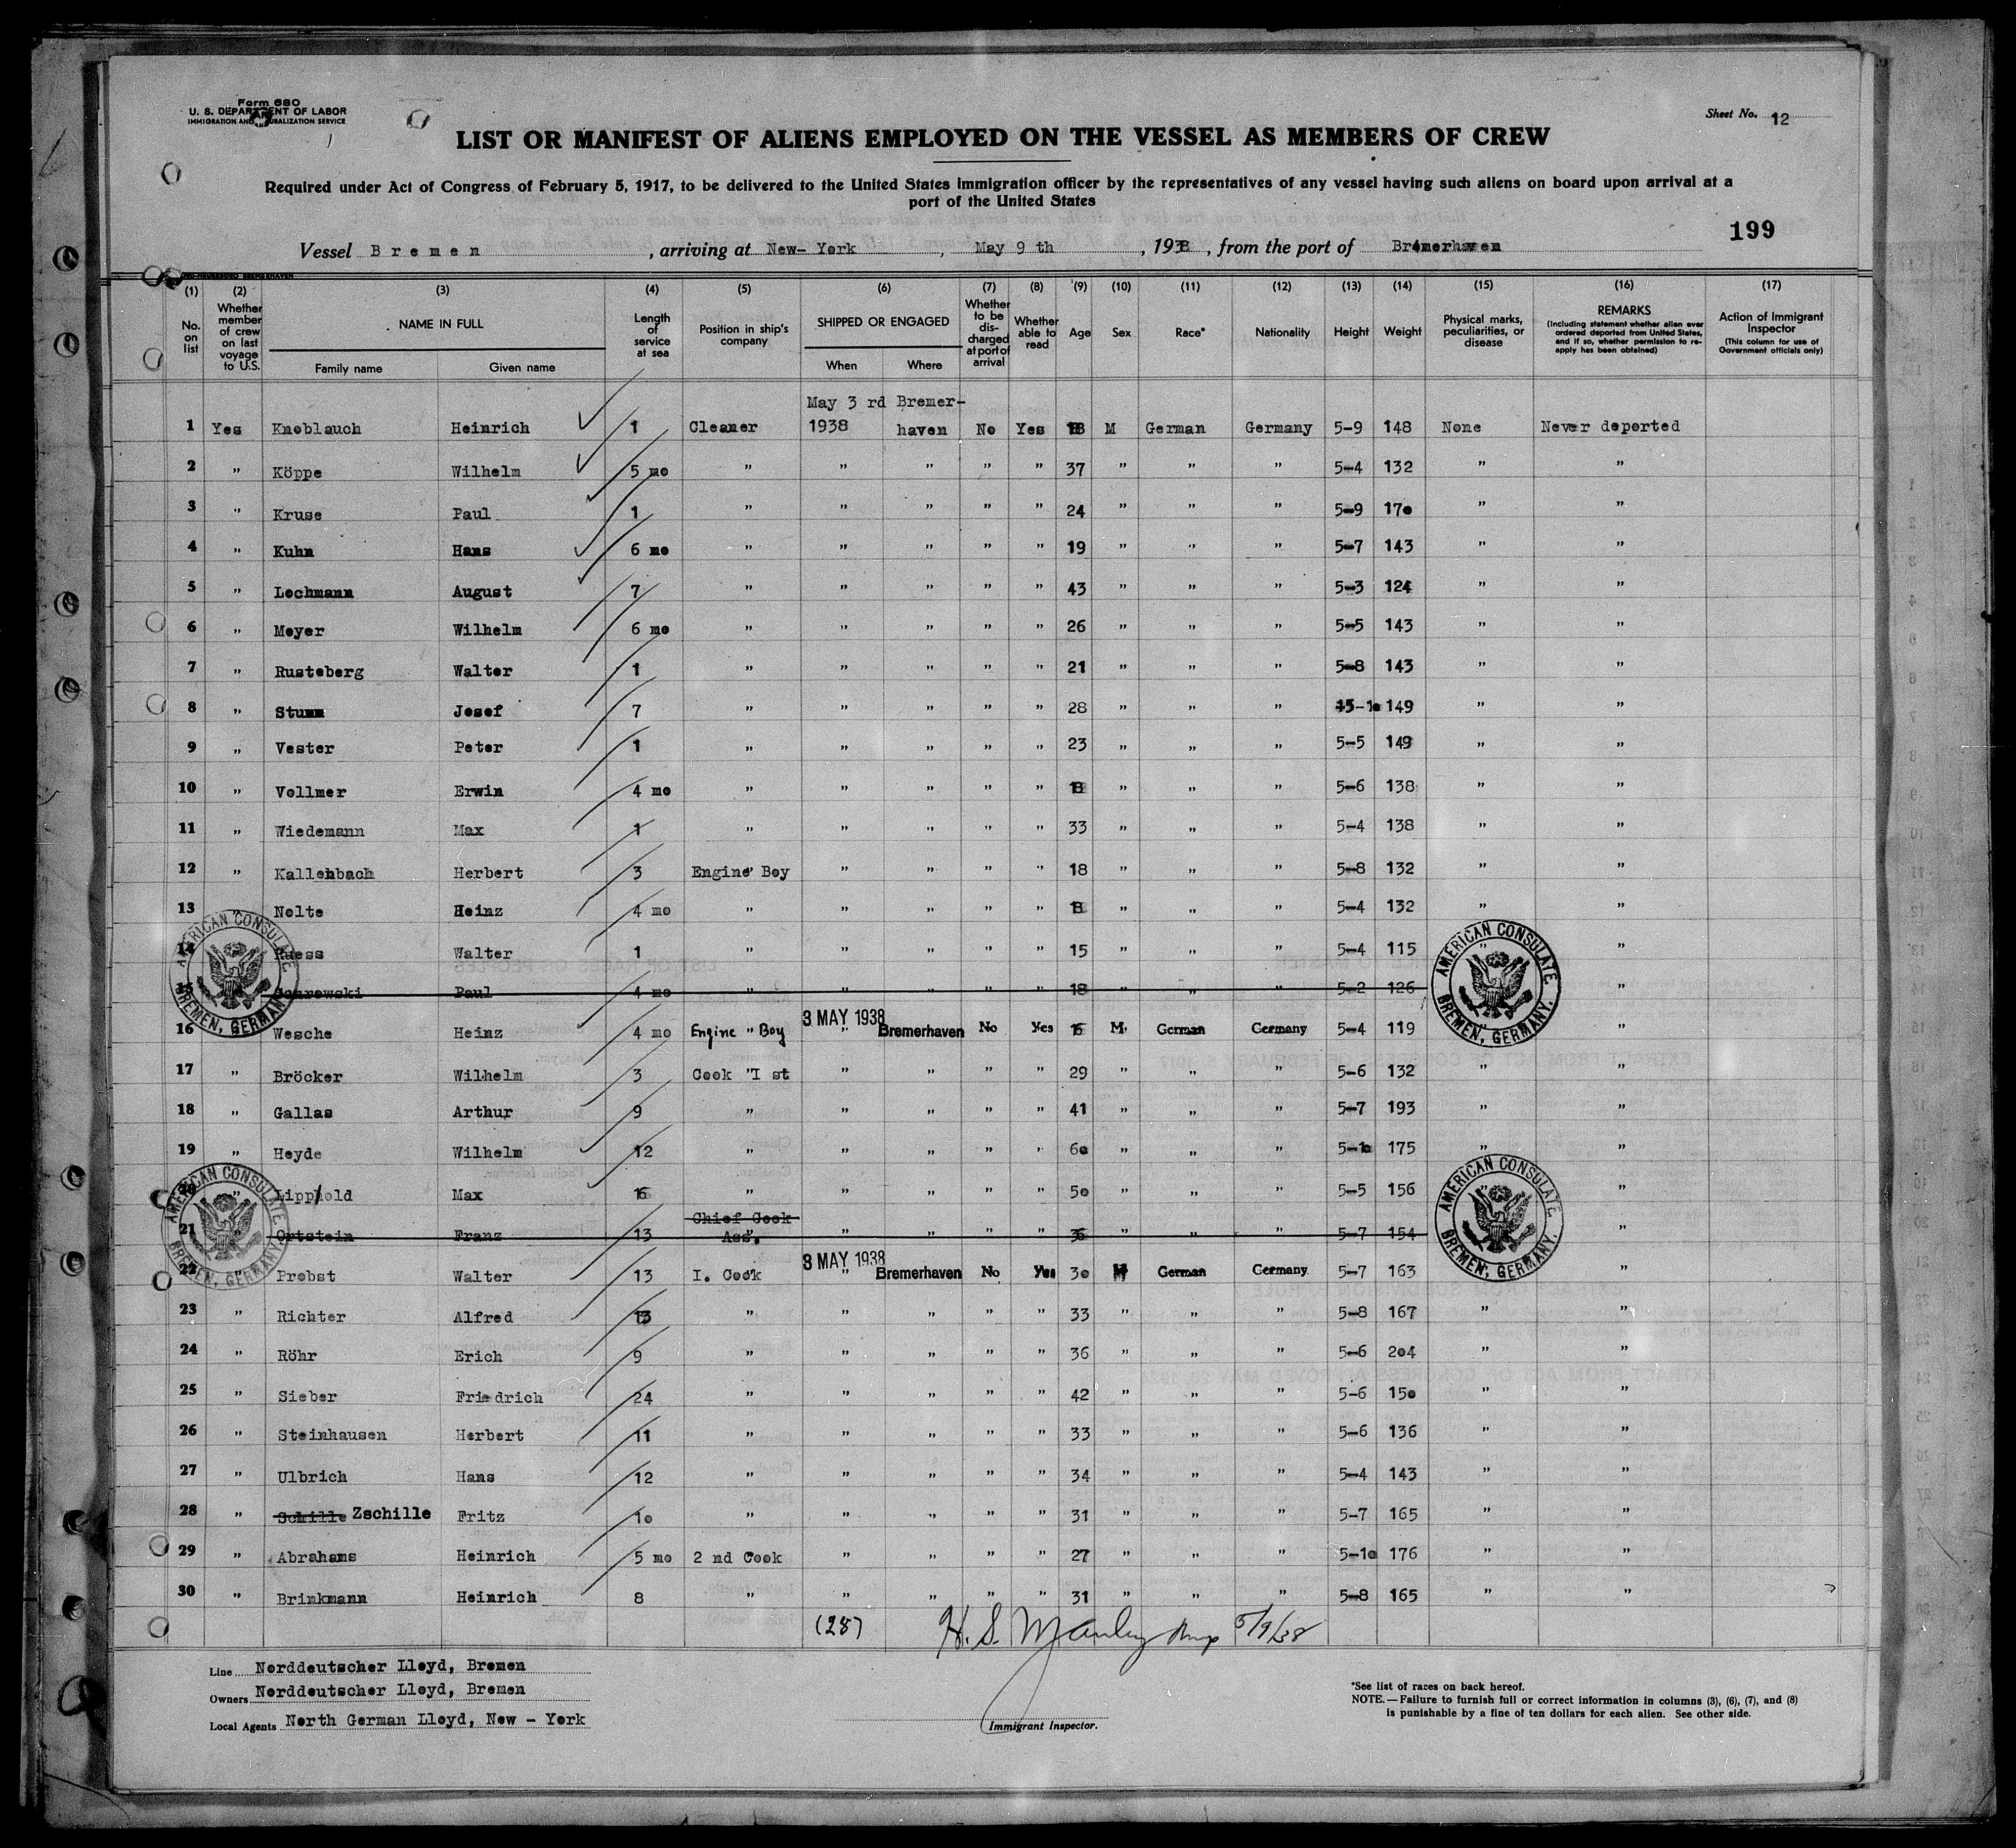 Form 680
U. S. DEPARTMENT OF LABOR
IMMIGRATION AND NATURALIZATION SERVICE
Sheet No. 12
LIST OR MANIFEST OF ALIENS EMPLOYED ON THE VESSEL AS MEMBERS OF CREW
Required under Act of Congress of February 5, 1917, to be delivered to the United States immigration officer by the representatives of any vessel having such aliens on board upon arrival at a
port of the United States
199
Vessel Bremen, arriving at New-York, May 9 th, 1938, from the port of Bremerhaven
(1) (2) (3) (4) (5) (6) (7) (8) (9) (10) (11) (12) (13) (14) (15) (16) (17)
No. on list
Whether member of crew on last voyage to U.S.
NAME IN FULL
Family name Given name
Length of service at sea
Position in ship's company
SHIPPED OR ENGAGED
When Where
Whether to be discharged at port of arrival
Whether able to read
Age
Sex
Race*
Nationality
Height
Weight
Physical marks, peculiarities, or disease
REMARKS
(Including statement whether alien ever ordered deported from United States, and if so, whether permission to re-apply has been obtained)
Action of Immigrant Inspector
(This column for use of Government officials only)
May 3 rd Bremer-
1 Yes Knoblauch Heinrich 1 Cleaner 1938 haven No Yes 18 M German Germany 5-9 148 None Never deported
2 " Köppe Wilhelm 5 mo " " " " " 37 " " " 5-4 132 " "
3 " Kruse Paul 1 " " " " " 24 " " " 5-9 170 " "
4 " Kuhn Hans 6 mo " " " " " 19 " " " 5-7 143 " "
5 " Lochmann August 7 " " " " " 43 " " " 5-3 124 " "
6 " Meyer Wilhelm 6 mo " " " " " 26 " " " 5-5 143 " "
7 " Rusteberg Walter 1 " " " " " 21 " " " 5-8 143 " "
8 " Stumm Josef 7 " " " " " 28 " " " 5-10 149 " "
9 " Vester Peter 1 " " " " " 23 " " " 5-5 149 " "
10 " Vollmer Erwin 4 mo " " " " " 18 " " " 5-6 138 " "
11 " Wiedemann Max 1 " " " " " 33 " " " 5-4 138 " "
12 " Kallenbach Herbert 3 Engine Boy " " " " 18 " " " 5-8 132 " "
13 " Nolte Heinz 4 mo " " " " " 18 " " " 5-4 132 " "
14 Walter 1 " " " " " 15 " " " 5-4 115 " "
15 Paul 4 mo " " " " " 18 " " " 5-2 126 "
16 Wesche Heinz 4 mo Engine " Boy 3 MAY 1938 " Bremerhaven No Yes 16 M. German Germany 5-4 119 "
17 " Bröcker Wilhelm 3 Cook I st " " " " 29 " " " 5-6 132 " "
18 " Gallas Arthur 9 " " " " " 41 " " " 5-7 193 " "
19 " Heyde Wilhelm 12 " " " " " 60 " " " 5-10 175 " "
20 " Lipphold Max 16 " " " " " 50 " " " 5-5 156 " "
Chief Cook
21 Ortstein Franz 13 Ass. " " " " 36 " " " 5-7 154 "
22 " Probst Walter 13 I. Cook 3 MAY 1938 " Bremerhaven No Yes 30 M German Germany 5-7 163 "
23 " Richter Alfred 13 " " " " " 33 " " " 5-8 167 " "
24 " Röhr Erich 9 " " " " " 36 " " " 5-6 204 " "
25 " Sieber Friedrich 24 " " " " " 42 " " " 5-6 150 " "
26 " Steinhausen Herbert 11 " " " " " 33 " " " 5-6 136 " "
27 " Ulbrich Hans 12 " " " " " 34 " " " 5-4 143 " "
28 " Schille Zschille Fritz 10 " " " " " 31 " " " 5-7 165 " "
29 " Abrahams Heinrich 5 mo 2 nd Cook " " " " 27 " " " 5-10 176 " "
30 " Brinkmann Heinrich 8 " " " " " 31 " " " 5-8 165 " "
AMERICAN CONSULATE
BREMEN, GERMANY.
AMERICAN CONSULATE
BREMEN, GERMANY.
AMERICAN CONSULATE
BREMEN, GERMANY.
AMERICAN CONSULATE
BREMEN, GERMANY.
(28) H. S. Manley 5/9/38
Line Norddeutscher Lloyd, Bremen
Owners Norddeutscher Lloyd, Bremen
Local Agents North German Lloyd, New - York
Immigrant Inspector.
*See list of races on back hereof.
NOTE.—Failure to furnish full or correct information in columns (3), (6), (7), and (8)
is punishable by a fine of ten dollars for each alien. See other side.